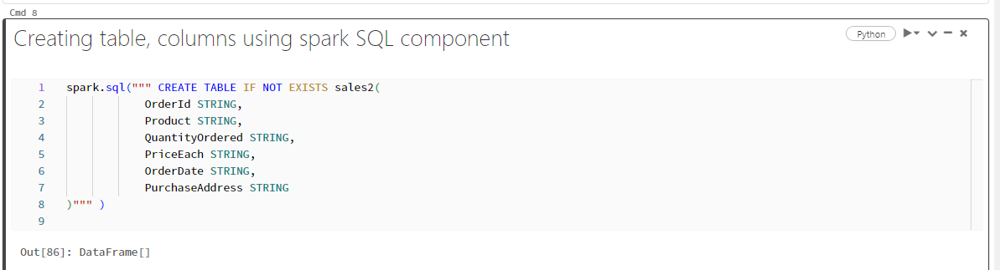 Cmd 8
Creating table, columns using spark SQL component
Python
1 spark.sql(""" CREATE TABLE IF NOT EXISTS sales2(
2 OrderId STRING,
3 Product STRING,
4 QuantityOrdered STRING,
5 PriceEach STRING,
6 OrderDate STRING,
7 PurchaseAddress STRING
8 )""" )
9
Out[86]: DataFrame[]